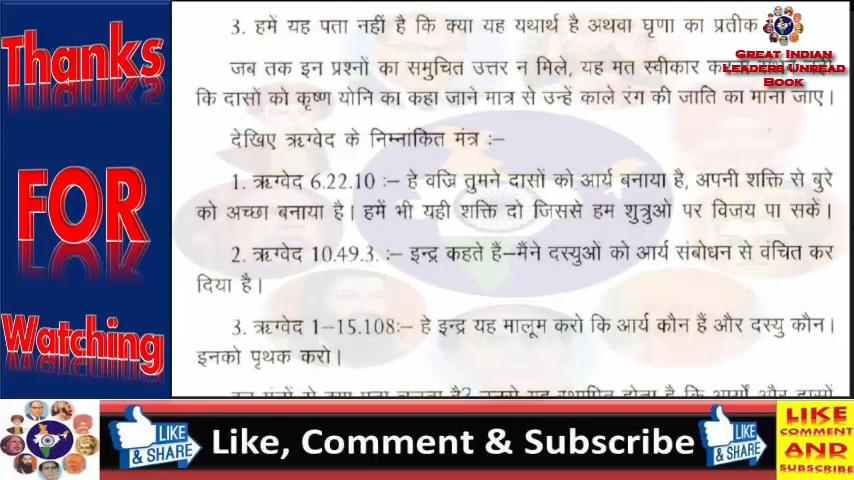 Thanks
FOR
Watching
3. हमें यह पता नहीं है कि क्या यह यथार्थ है अथवा घृणा का प्रतीक
Great Indian
Leaders Unread
Book
जब तक इन प्रश्नों का समुचित उत्तर न मिले, यह मत स्वीकार
कि दासों को कृष्ण योनि का कहा जाने मात्र से उन्हें काले रंग की जाति का माना जाए।
देखिए ऋग्वेद के निम्नांकित मंत्र :–
1. ऋग्वेद 6.22.10 :– हे वज्रि तुमने दासों को आर्य बनाया है, अपनी शक्ति से बुरे
को अच्छा बनाया है। हमें भी यही शक्ति दो जिससे हम शुत्रुओं पर विजय पा सकें।
2. ऋग्वेद 10.49.3. :– इन्द्र कहते हैं–मैंने दस्युओं को आर्य संबोधन से वंचित कर
दिया है।
3. ऋग्वेद 1–15.108:– हे इन्द्र यह मालूम करो कि आर्य कौन हैं और दस्यु कौन।
इनको पृथक करो।
LIKE
& SHARE
Like, Comment & Subscribe
LIKE
& SHARE
LIKE
COMMENT
AND
SUBSCRIBE